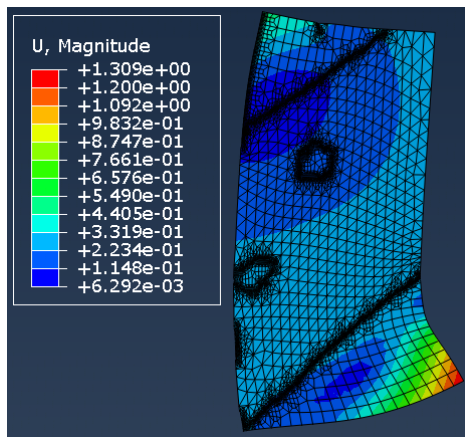 U, Magnitude
+1.309e+00
+1.200e+00
+1.092e+00
+9.832e-01
+8.747e-01
+7.661e-01
+6.576e-01
+5.490e-01
+4.405e-01
+3.319e-01
+2.234e-01
+1.148e-01
+6.292e-03